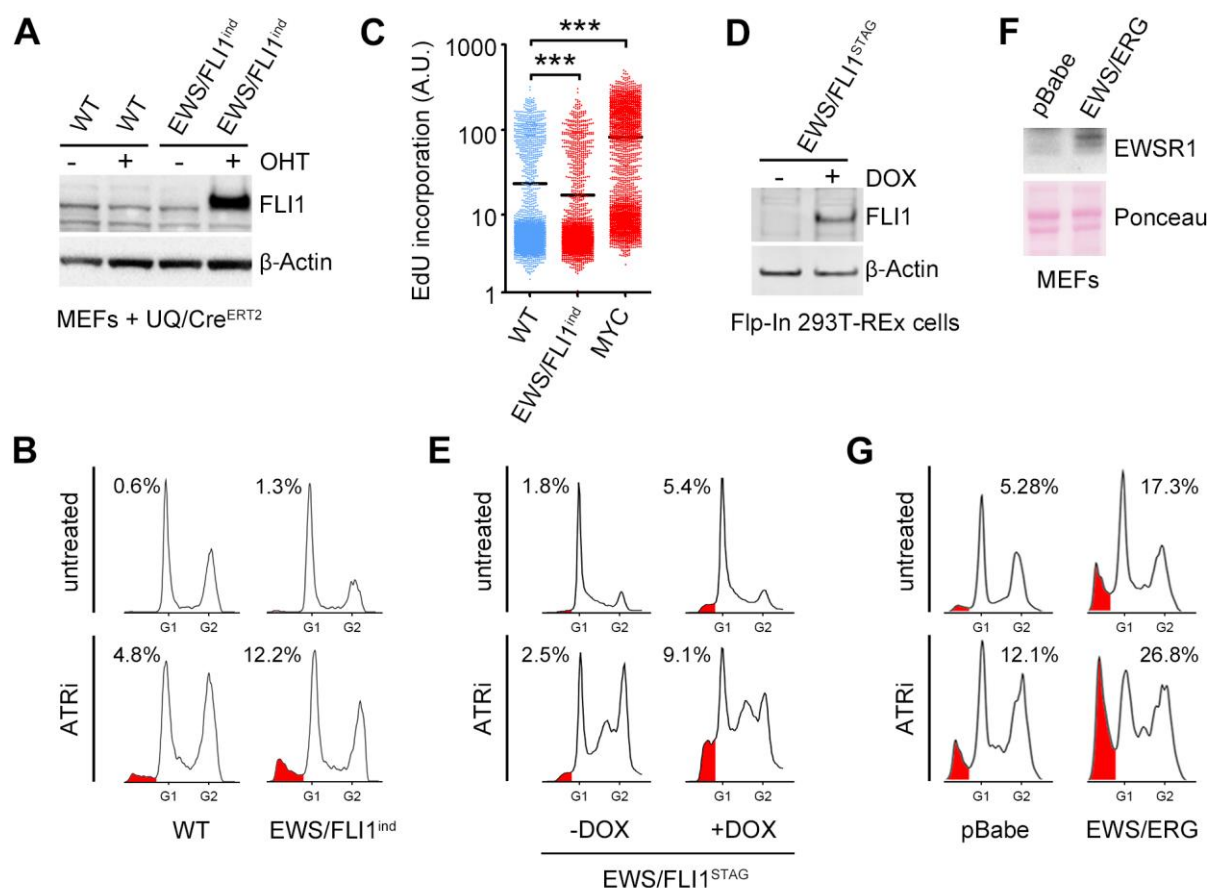 A
WT
WT
EWS/FLI1ind
EWS/FLI1ind
- + - + OHT
FLI1
β-Actin
MEFs + UQ/CreERT2
C
EdU incorporation (A.U.)
1000
100
10
1
***
***
WT
EWS/FLI1ind
MYC
D
EWS/FLI1STAG
- + DOX
FLI1
β-Actin
Flp-In 293T-REx cells
F
pBabe
EWS/ERG
EWSR1
Ponceau
MEFs
B
untreated
0.6% 1.3%
G1 G2 G1 G2
ATRi
4.8% 12.2%
G1 G2 G1 G2
WT EWS/FLI1ind
E
untreated
1.8% 5.4%
G1 G2 G1 G2
ATRi
2.5% 9.1%
G1 G2 G1 G2
-DOX +DOX
EWS/FLI1STAG
G
untreated
5.28% 17.3%
G1 G2 G1 G2
ATRi
12.1% 26.8%
G1 G2 G1 G2
pBabe EWS/ERG